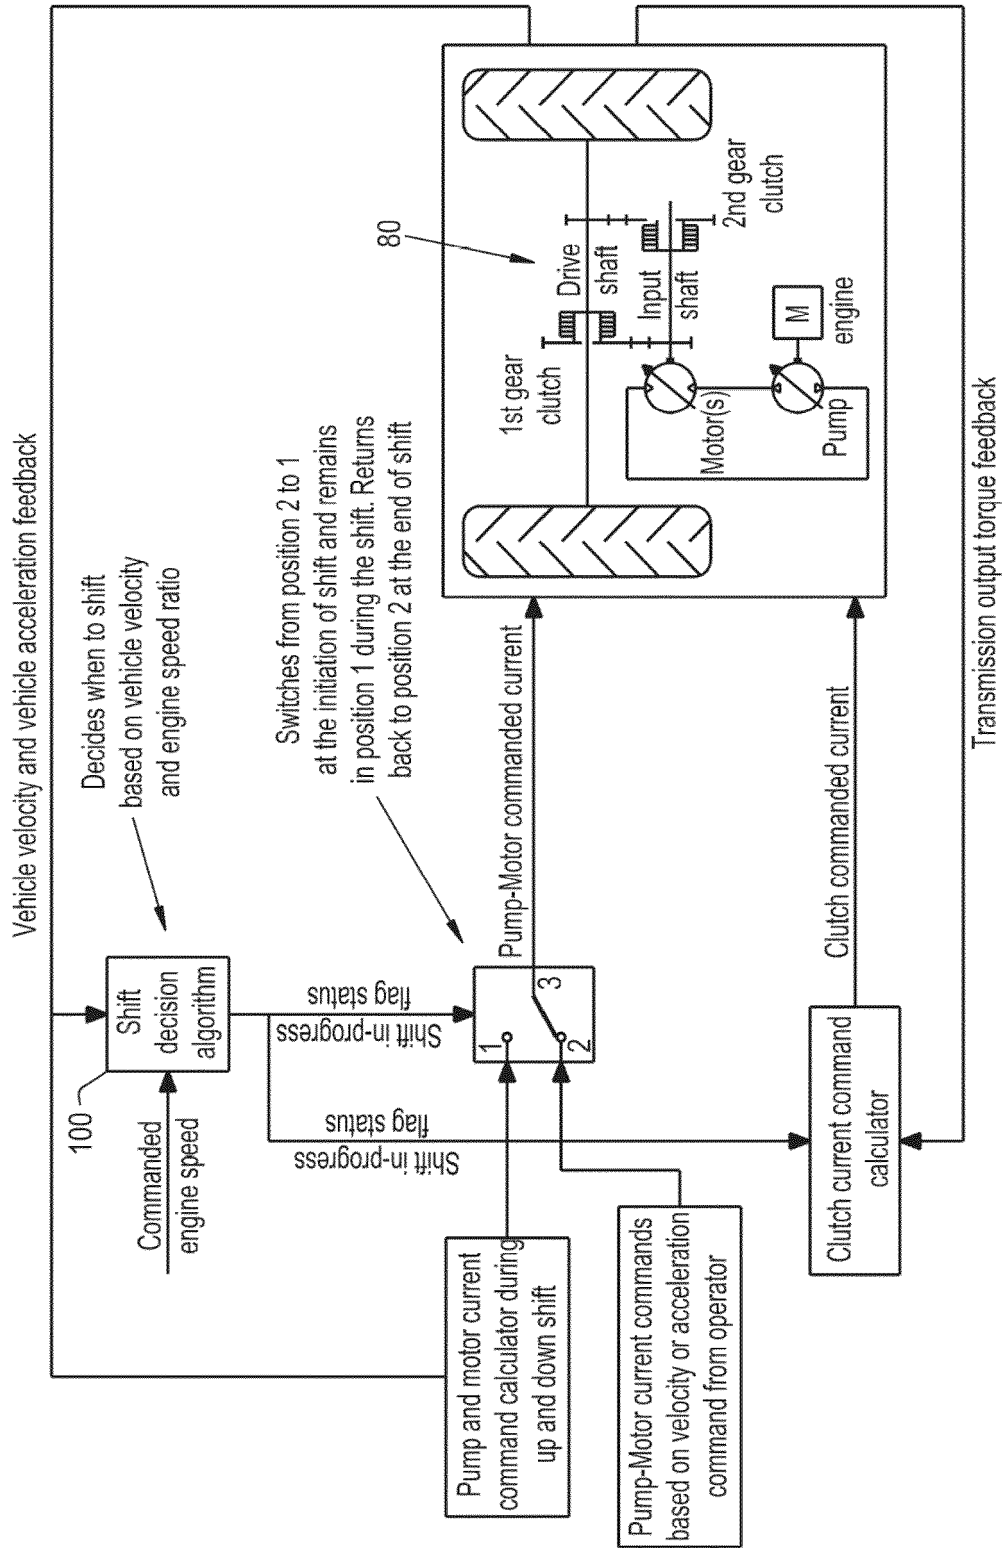 Vehicle velocity and vehicle acceleration feedback
Decides when to shift
based on vehicle velocity
and engine speed ratio
100
Shift
decision
algorithm
Commanded
engine speed
Shift in-progress
flag status
Shift in-progress
flag status
Switches from position 2 to 1
at the initiation of shift and remains
in position 1 during the shift. Returns
back to position 2 at the end of shift
1
2
3
Pump and motor current
command calculator during
up and down shift
Pump-Motor current commands
based on velocity or acceleration
command from operator
Pump-Motor commanded current
Clutch current command
calculator
Clutch commanded current
80
1st gear
clutch
Drive
shaft
Input
shaft
2nd gear
clutch
Motor(s)
Pump
M
engine
Transmission output torque feedback